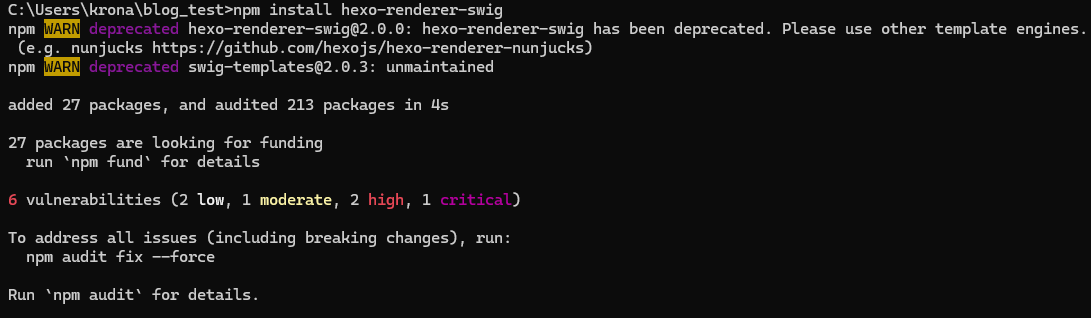 C:\Users\krona\blog_test>npm install hexo-renderer-swig
npm WARN deprecated hexo-renderer-swig@2.0.0: hexo-renderer-swig has been deprecated. Please use other template engines.
 (e.g. nunjucks https://github.com/hexojs/hexo-renderer-nunjucks)
npm WARN deprecated swig-templates@2.0.3: unmaintained
added 27 packages, and audited 213 packages in 4s
27 packages are looking for funding
  run `npm fund` for details
6 vulnerabilities (2 low, 1 moderate, 2 high, 1 critical)
To address all issues (including breaking changes), run:
  npm audit fix --force
Run `npm audit` for details.